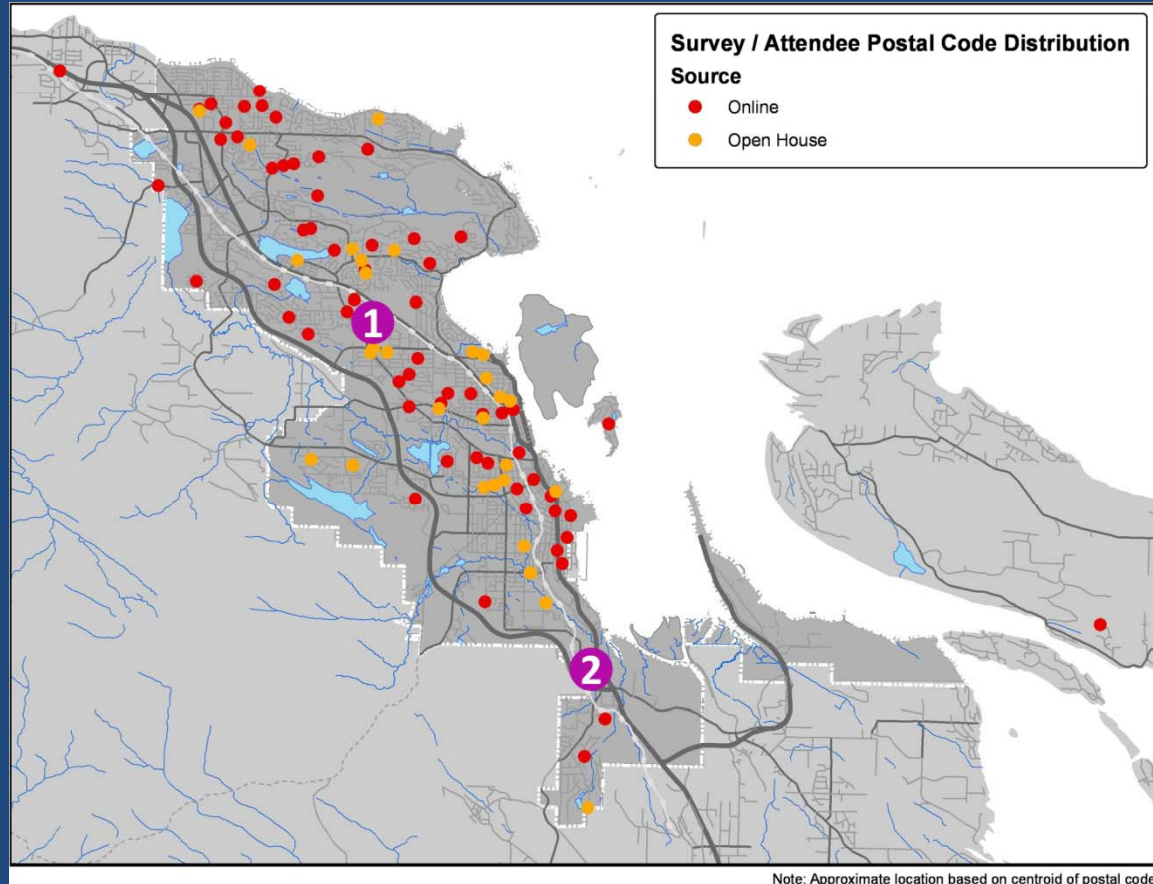 Survey / Attendee Postal Code Distribution
Source
Online
Open House
1
2
Note: Approximate location based on centroid of postal code